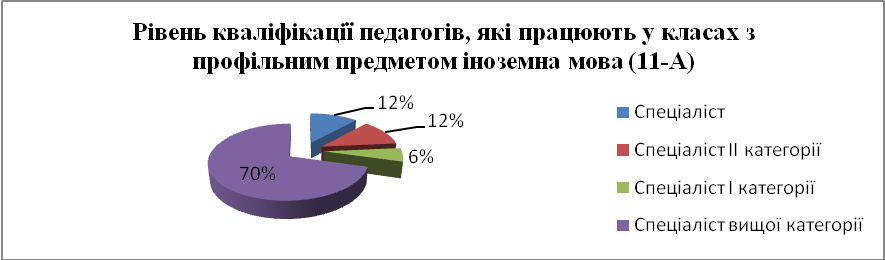 Рівень кваліфікації педагогів, які працюють у класах з
профільним предметом іноземна мова (11-А)
12%
12%
6%
70%
Спеціаліст
Спеціаліст ІІ категорії
Спеціаліст І категорії
Спеціаліст вищої категорії